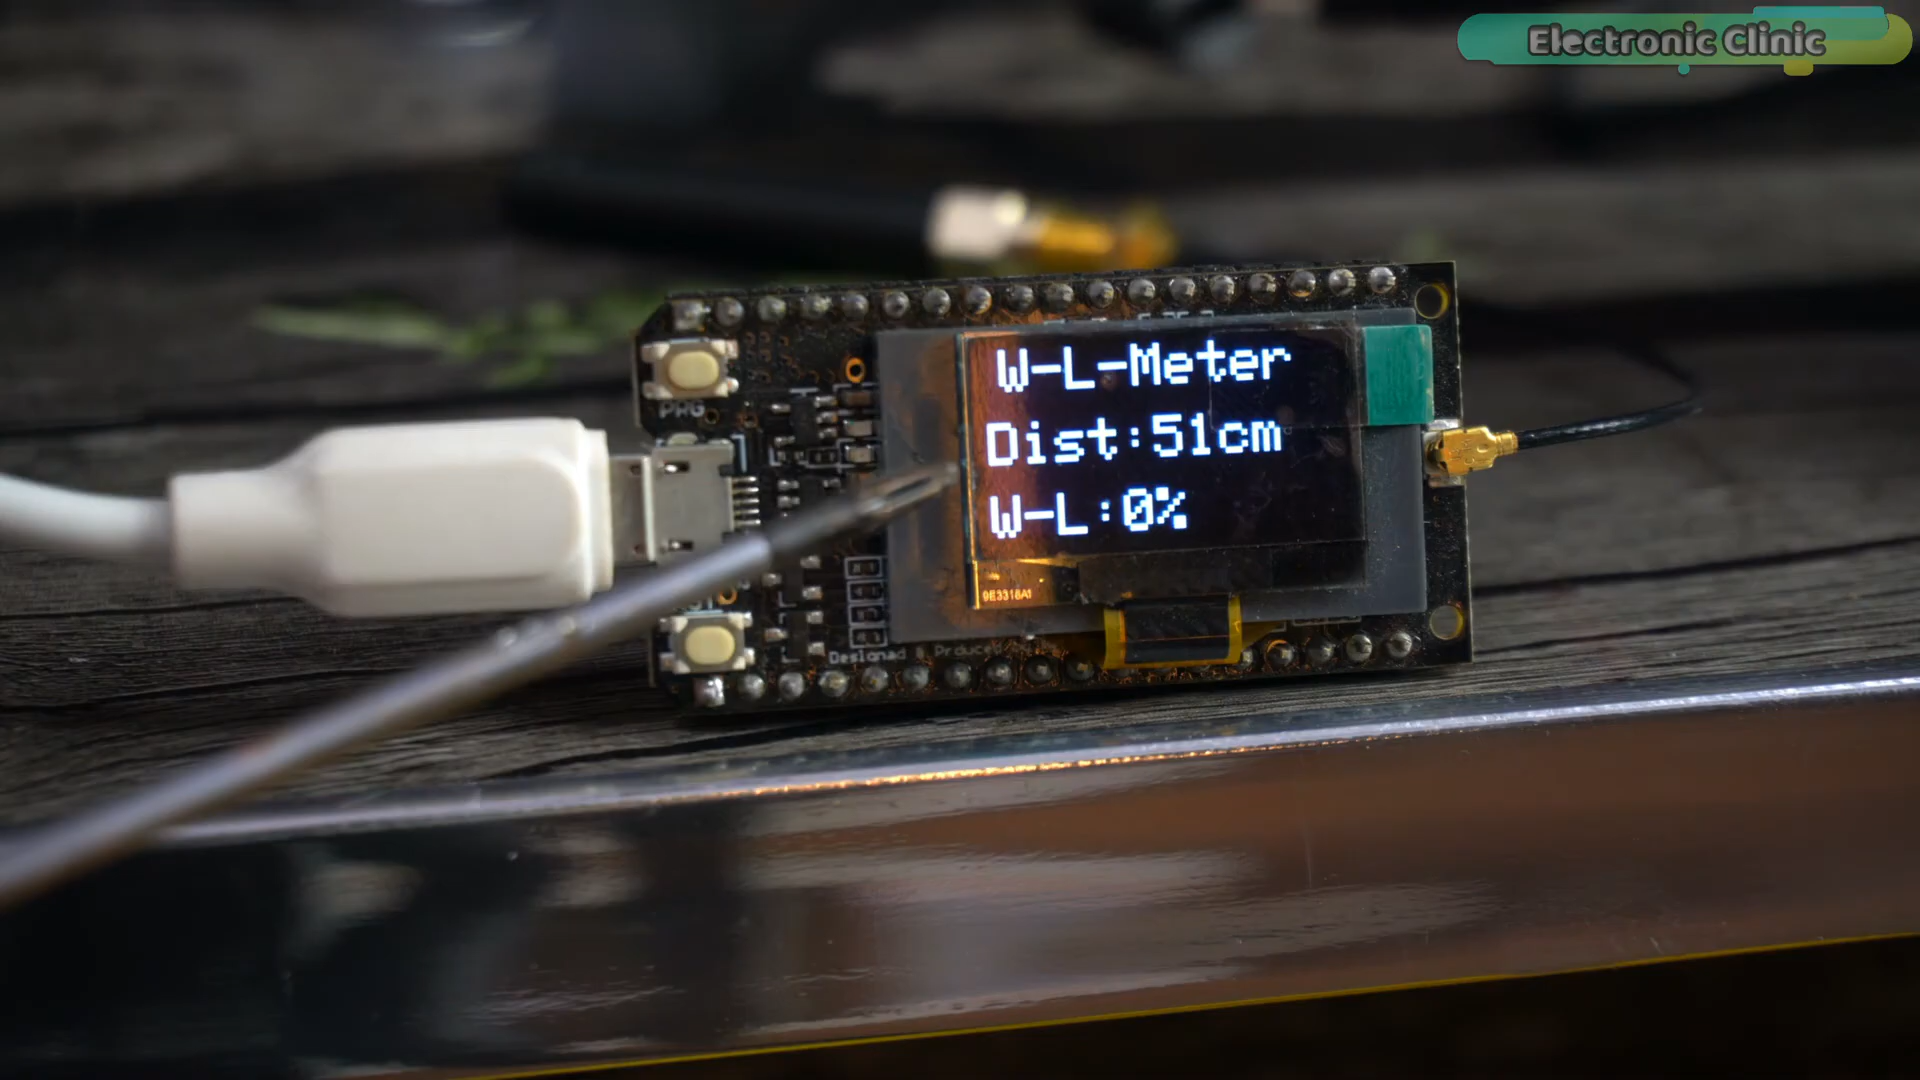 Electronic Clinic
W-L-Meter
Dist:51cm
W-L:0%
PRG
9E3318A1